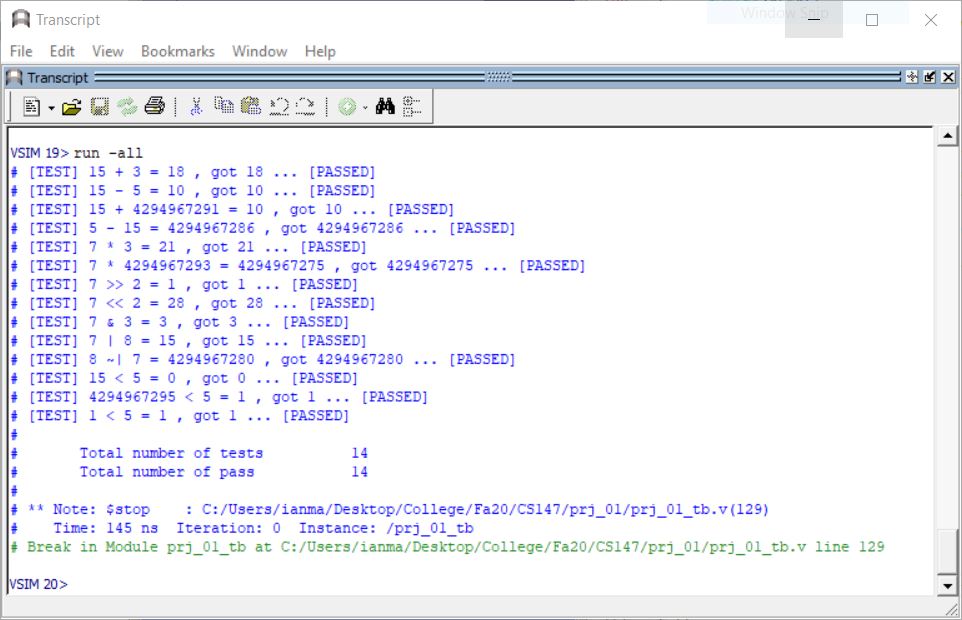 Transcript
Window Snip
File Edit View Bookmarks Window Help
Transcript
VSIM 19> run -all
# [TEST] 15 + 3 = 18 , got 18 ... [PASSED]
# [TEST] 15 - 5 = 10 , got 10 ... [PASSED]
# [TEST] 15 + 4294967291 = 10 , got 10 ... [PASSED]
# [TEST] 5 - 15 = 4294967286 , got 4294967286 ... [PASSED]
# [TEST] 7 * 3 = 21 , got 21 ... [PASSED]
# [TEST] 7 * 4294967293 = 4294967275 , got 4294967275 ... [PASSED]
# [TEST] 7 >> 2 = 1 , got 1 ... [PASSED]
# [TEST] 7 << 2 = 28 , got 28 ... [PASSED]
# [TEST] 7 & 3 = 3 , got 3 ... [PASSED]
# [TEST] 7 | 8 = 15 , got 15 ... [PASSED]
# [TEST] 8 ~| 7 = 4294967280 , got 4294967280 ... [PASSED]
# [TEST] 15 < 5 = 0 , got 0 ... [PASSED]
# [TEST] 4294967295 < 5 = 1 , got 1 ... [PASSED]
# [TEST] 1 < 5 = 1 , got 1 ... [PASSED]
#
#       Total number of tests          14
#       Total number of pass           14
#
# ** Note: $stop    : C:/Users/ianma/Desktop/College/Fa20/CS147/prj_01/prj_01_tb.v(129)
#    Time: 145 ns  Iteration: 0  Instance: /prj_01_tb
# Break in Module prj_01_tb at C:/Users/ianma/Desktop/College/Fa20/CS147/prj_01/prj_01_tb.v line 129
VSIM 20>